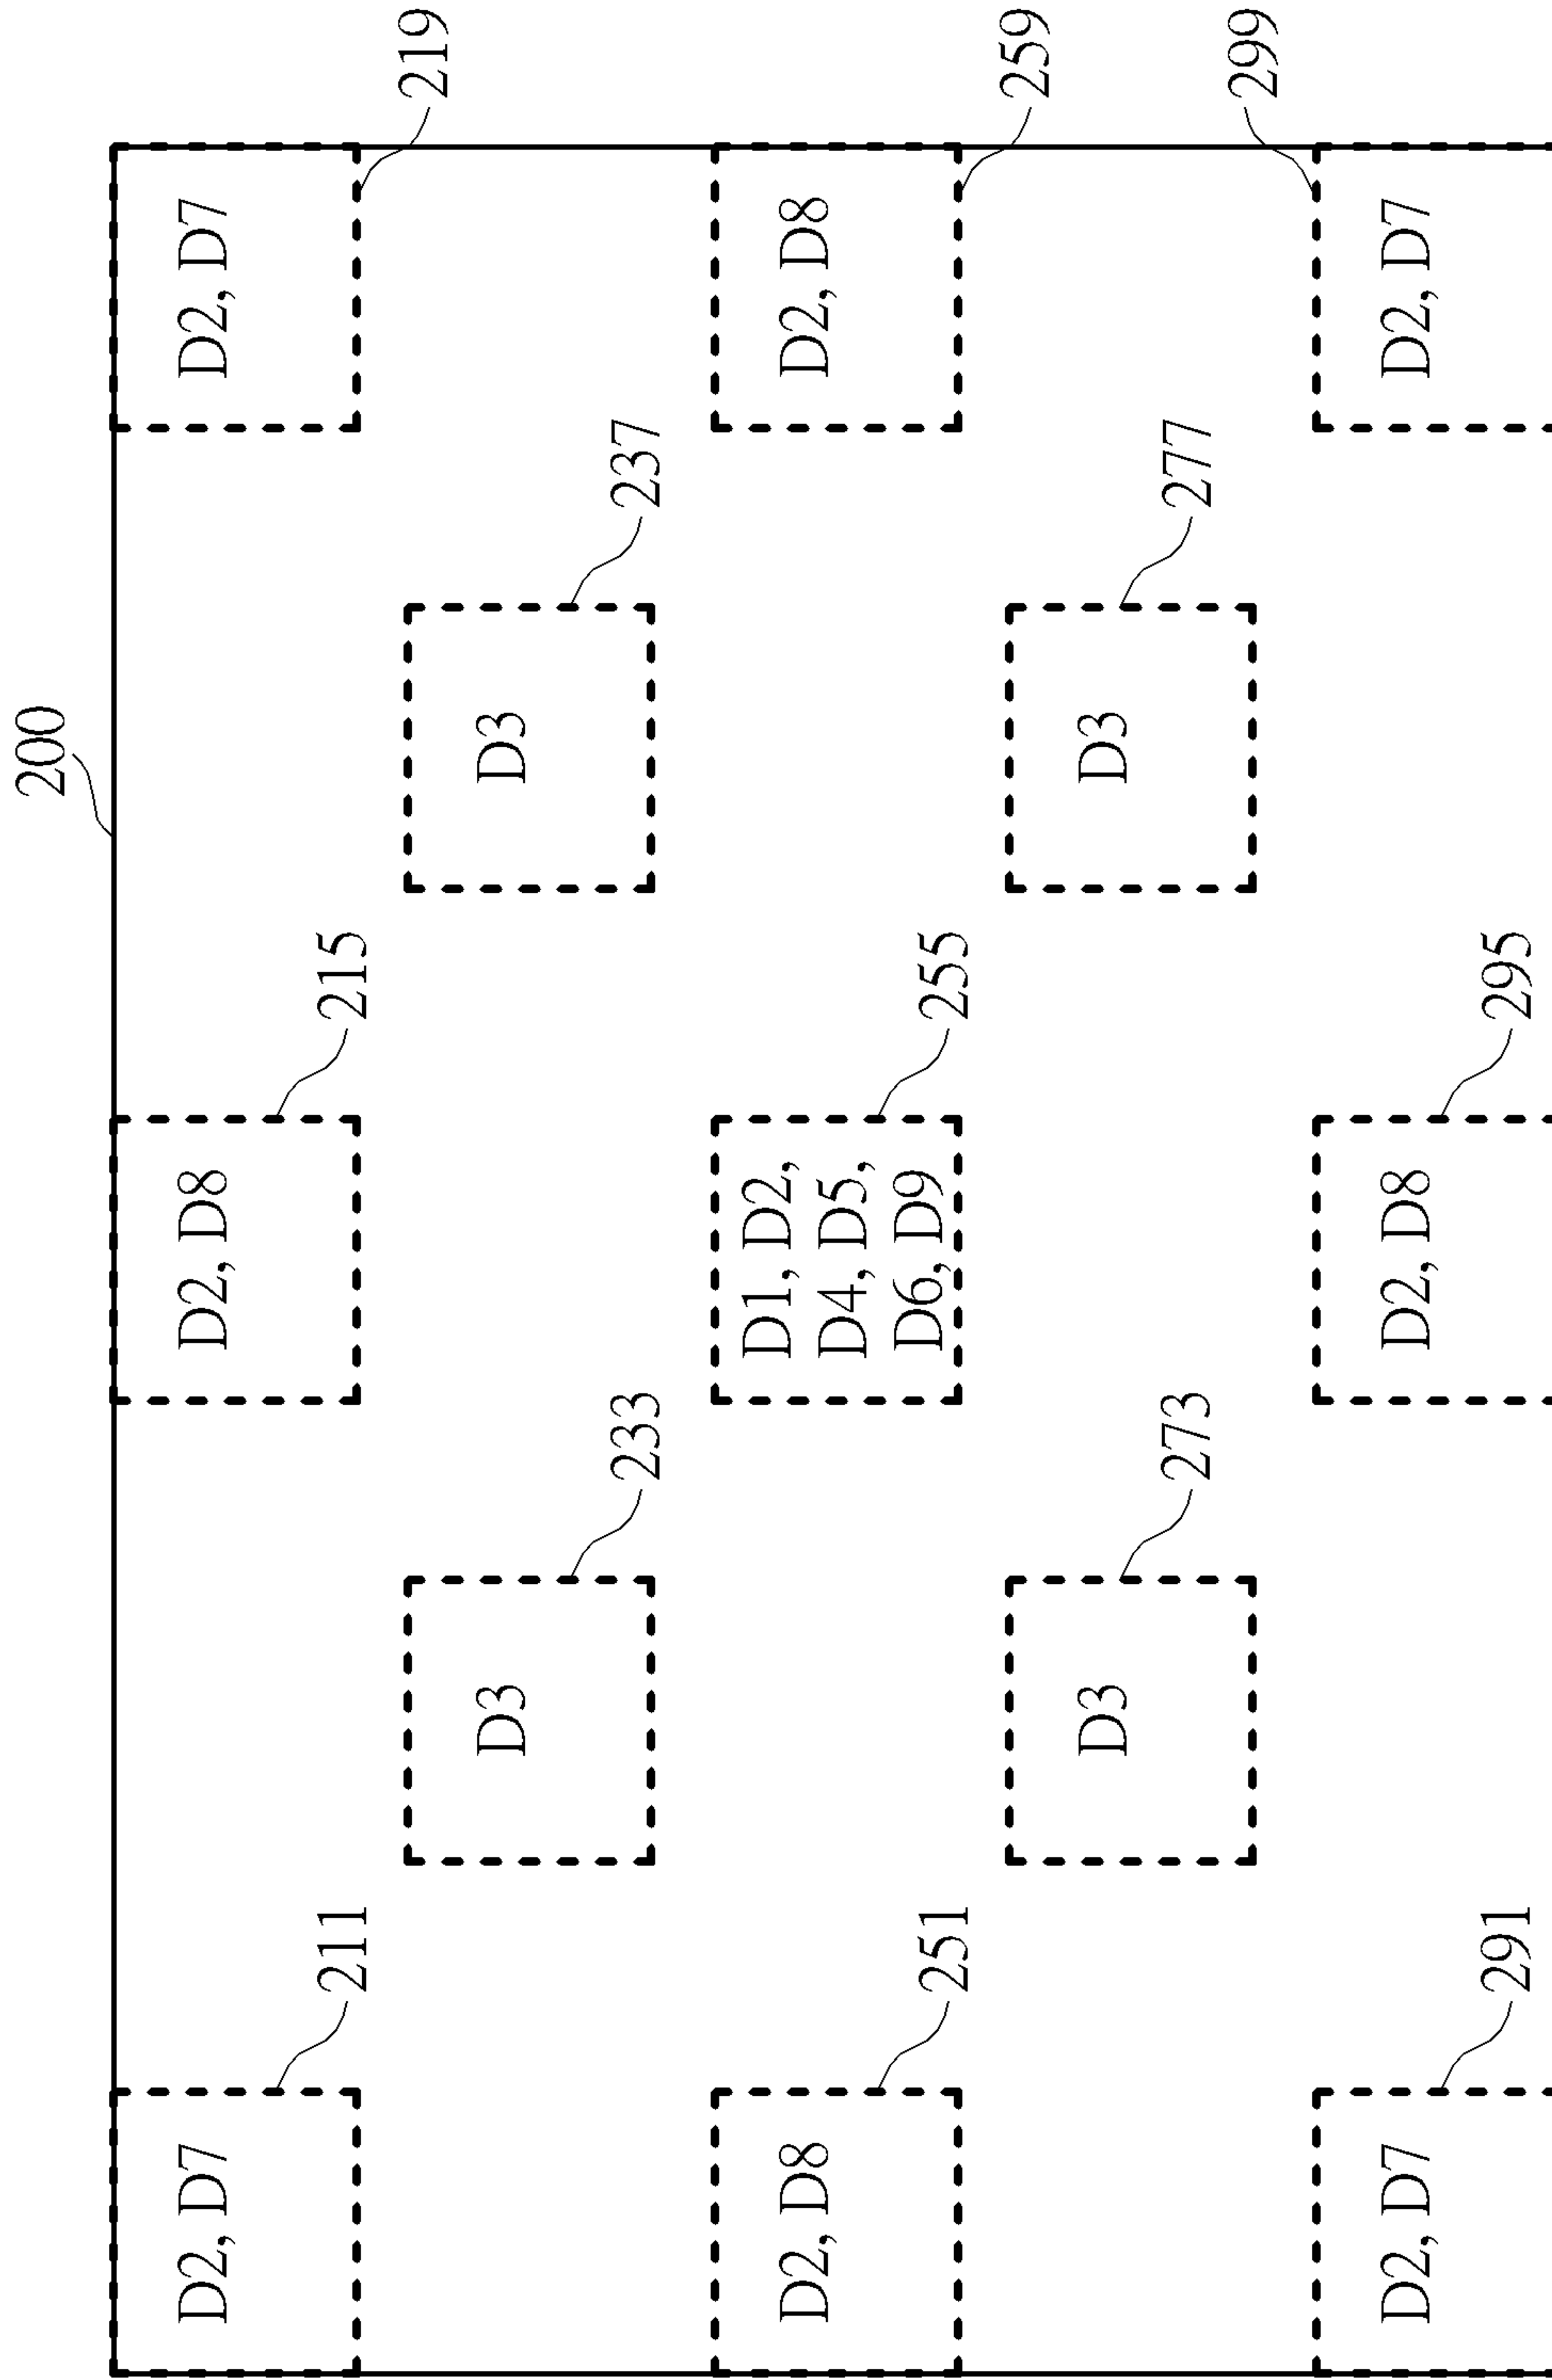 200
D2, D7
211
D2, D8
215
D2, D7
219
D3
233
D3
237
D2, D8
251
D1, D2,
D4, D5,
D6, D9
255
D2, D8
259
D3
273
D3
277
D2, D7
291
D2, D8
295
D2, D7
299